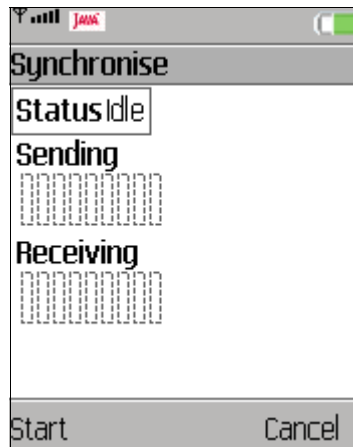 JAVA
Synchronise
Status Idle
Sending
Receiving
Start Cancel